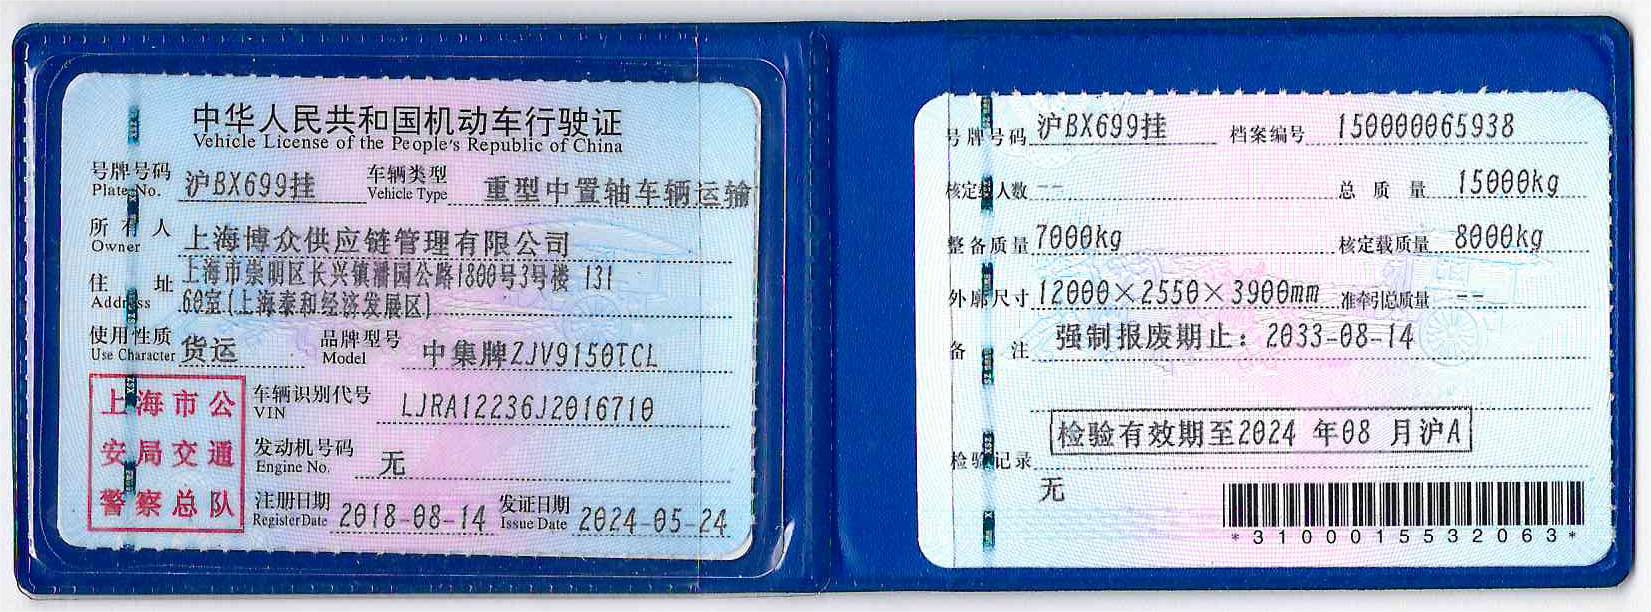 中华人民共和国机动车行驶证
Vehicle License of the People's Republic of China
号牌号码 沪BX699挂 车辆类型 重型中置轴车辆运输
Plate No. Vehicle Type
所有人 上海博众供应链管理有限公司
Owner
住址 上海市崇明区长兴镇潘园公路1800号3号楼 131
Address 60室(上海泰和经济发展区)
使用性质 货运 品牌型号 中集牌ZJV9150TCL
Use Character Model
上海市公
安局交通
警察总队
车辆识别代号 LJRA12236J2016710
VIN
发动机号码 无
Engine No.
注册日期 2018-08-14 发证日期 2024-05-24
Register Date Issue Date
号牌号码 沪BX699挂 档案编号 150000065938
核定载人数 -- 总质量 15000kg
整备质量 7000kg 核定载质量 8000kg
外廓尺寸 12000×2550×3900mm 准牵引总质量 --
备注 强制报废期止：2033-08-14
检验有效期至2024 年08 月沪A
检验记录
无
*3100015532063*